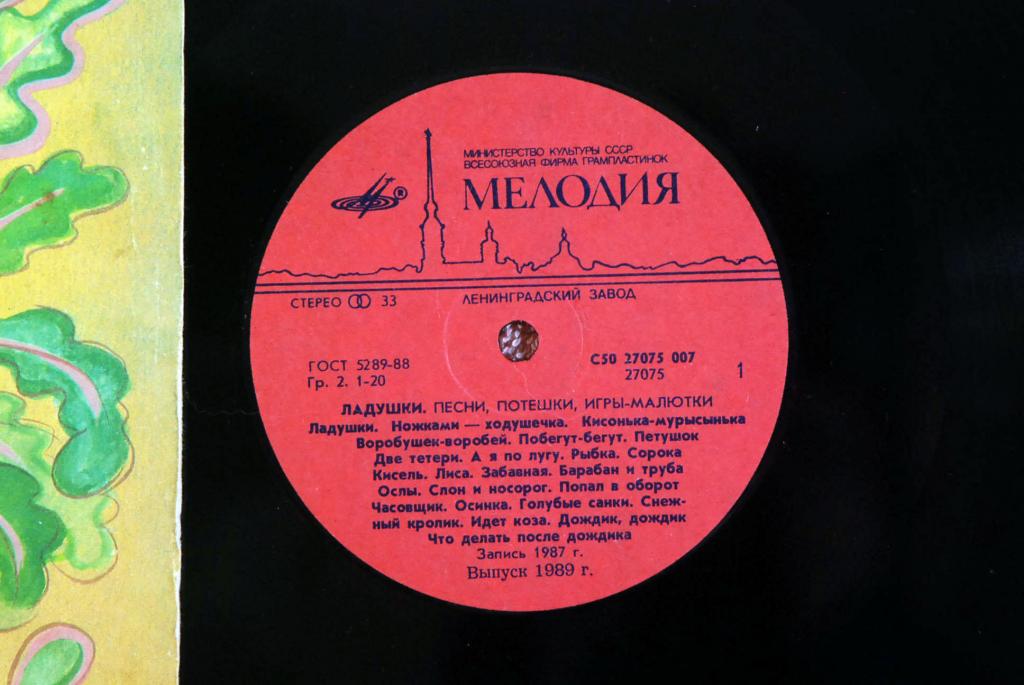 МИНИСТЕРСТВО КУЛЬТУРЫ СССР
ВСЕСОЮЗНАЯ ФИРМА ГРАМПЛАСТИНОК
МЕЛОДИЯ
®
СТЕРЕО 33
ЛЕНИНГРАДСКИЙ ЗАВОД
ГОСТ 5289-88
Гр. 2. 1-20
С50 27075 007
27075
1
ЛАДУШКИ. ПЕСНИ, ПОТЕШКИ, ИГРЫ-МАЛЮТКИ
Ладушки. Ножками — ходушечка. Кисонька-мурысынька
Воробушек-воробей. Побегут-бегут. Петушок
Две тетери. А я по лугу. Рыбка. Сорока
Кисель. Лиса. Забавная. Барабан и труба
Ослы. Слон и носорог. Попал в оборот
Часовщик. Осинка. Голубые санки. Снеж-
ный кролик. Идет коза. Дождик, дождик
Что делать после дождика
Запись 1987 г.
Выпуск 1989 г.